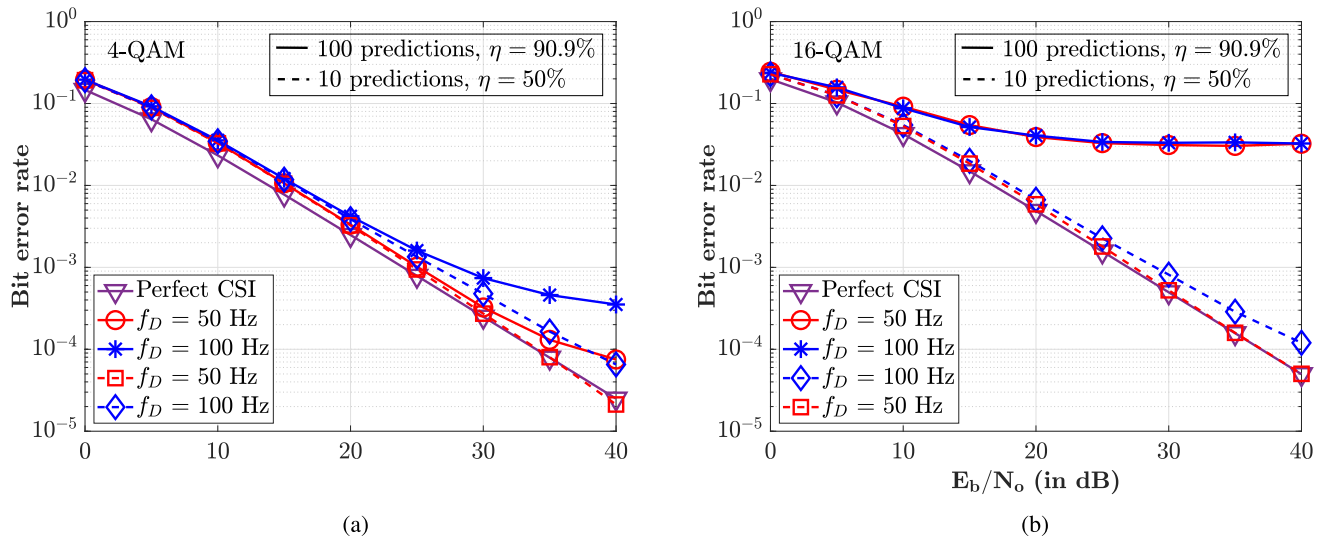 4-QAM
100 predictions, η = 90.9%
10 predictions, η = 50%
Bit error rate
10⁰
10⁻¹
10⁻²
10⁻³
10⁻⁴
10⁻⁵
Perfect CSI
f_D = 50 Hz
f_D = 100 Hz
f_D = 50 Hz
f_D = 100 Hz
0 10 20 30 40
(a)
16-QAM
100 predictions, η = 90.9%
10 predictions, η = 50%
Bit error rate
10⁰
10⁻¹
10⁻²
10⁻³
10⁻⁴
10⁻⁵
Perfect CSI
f_D = 50 Hz
f_D = 100 Hz
f_D = 100 Hz
f_D = 50 Hz
0 10 20 30 40
E_b/N_o (in dB)
(b)